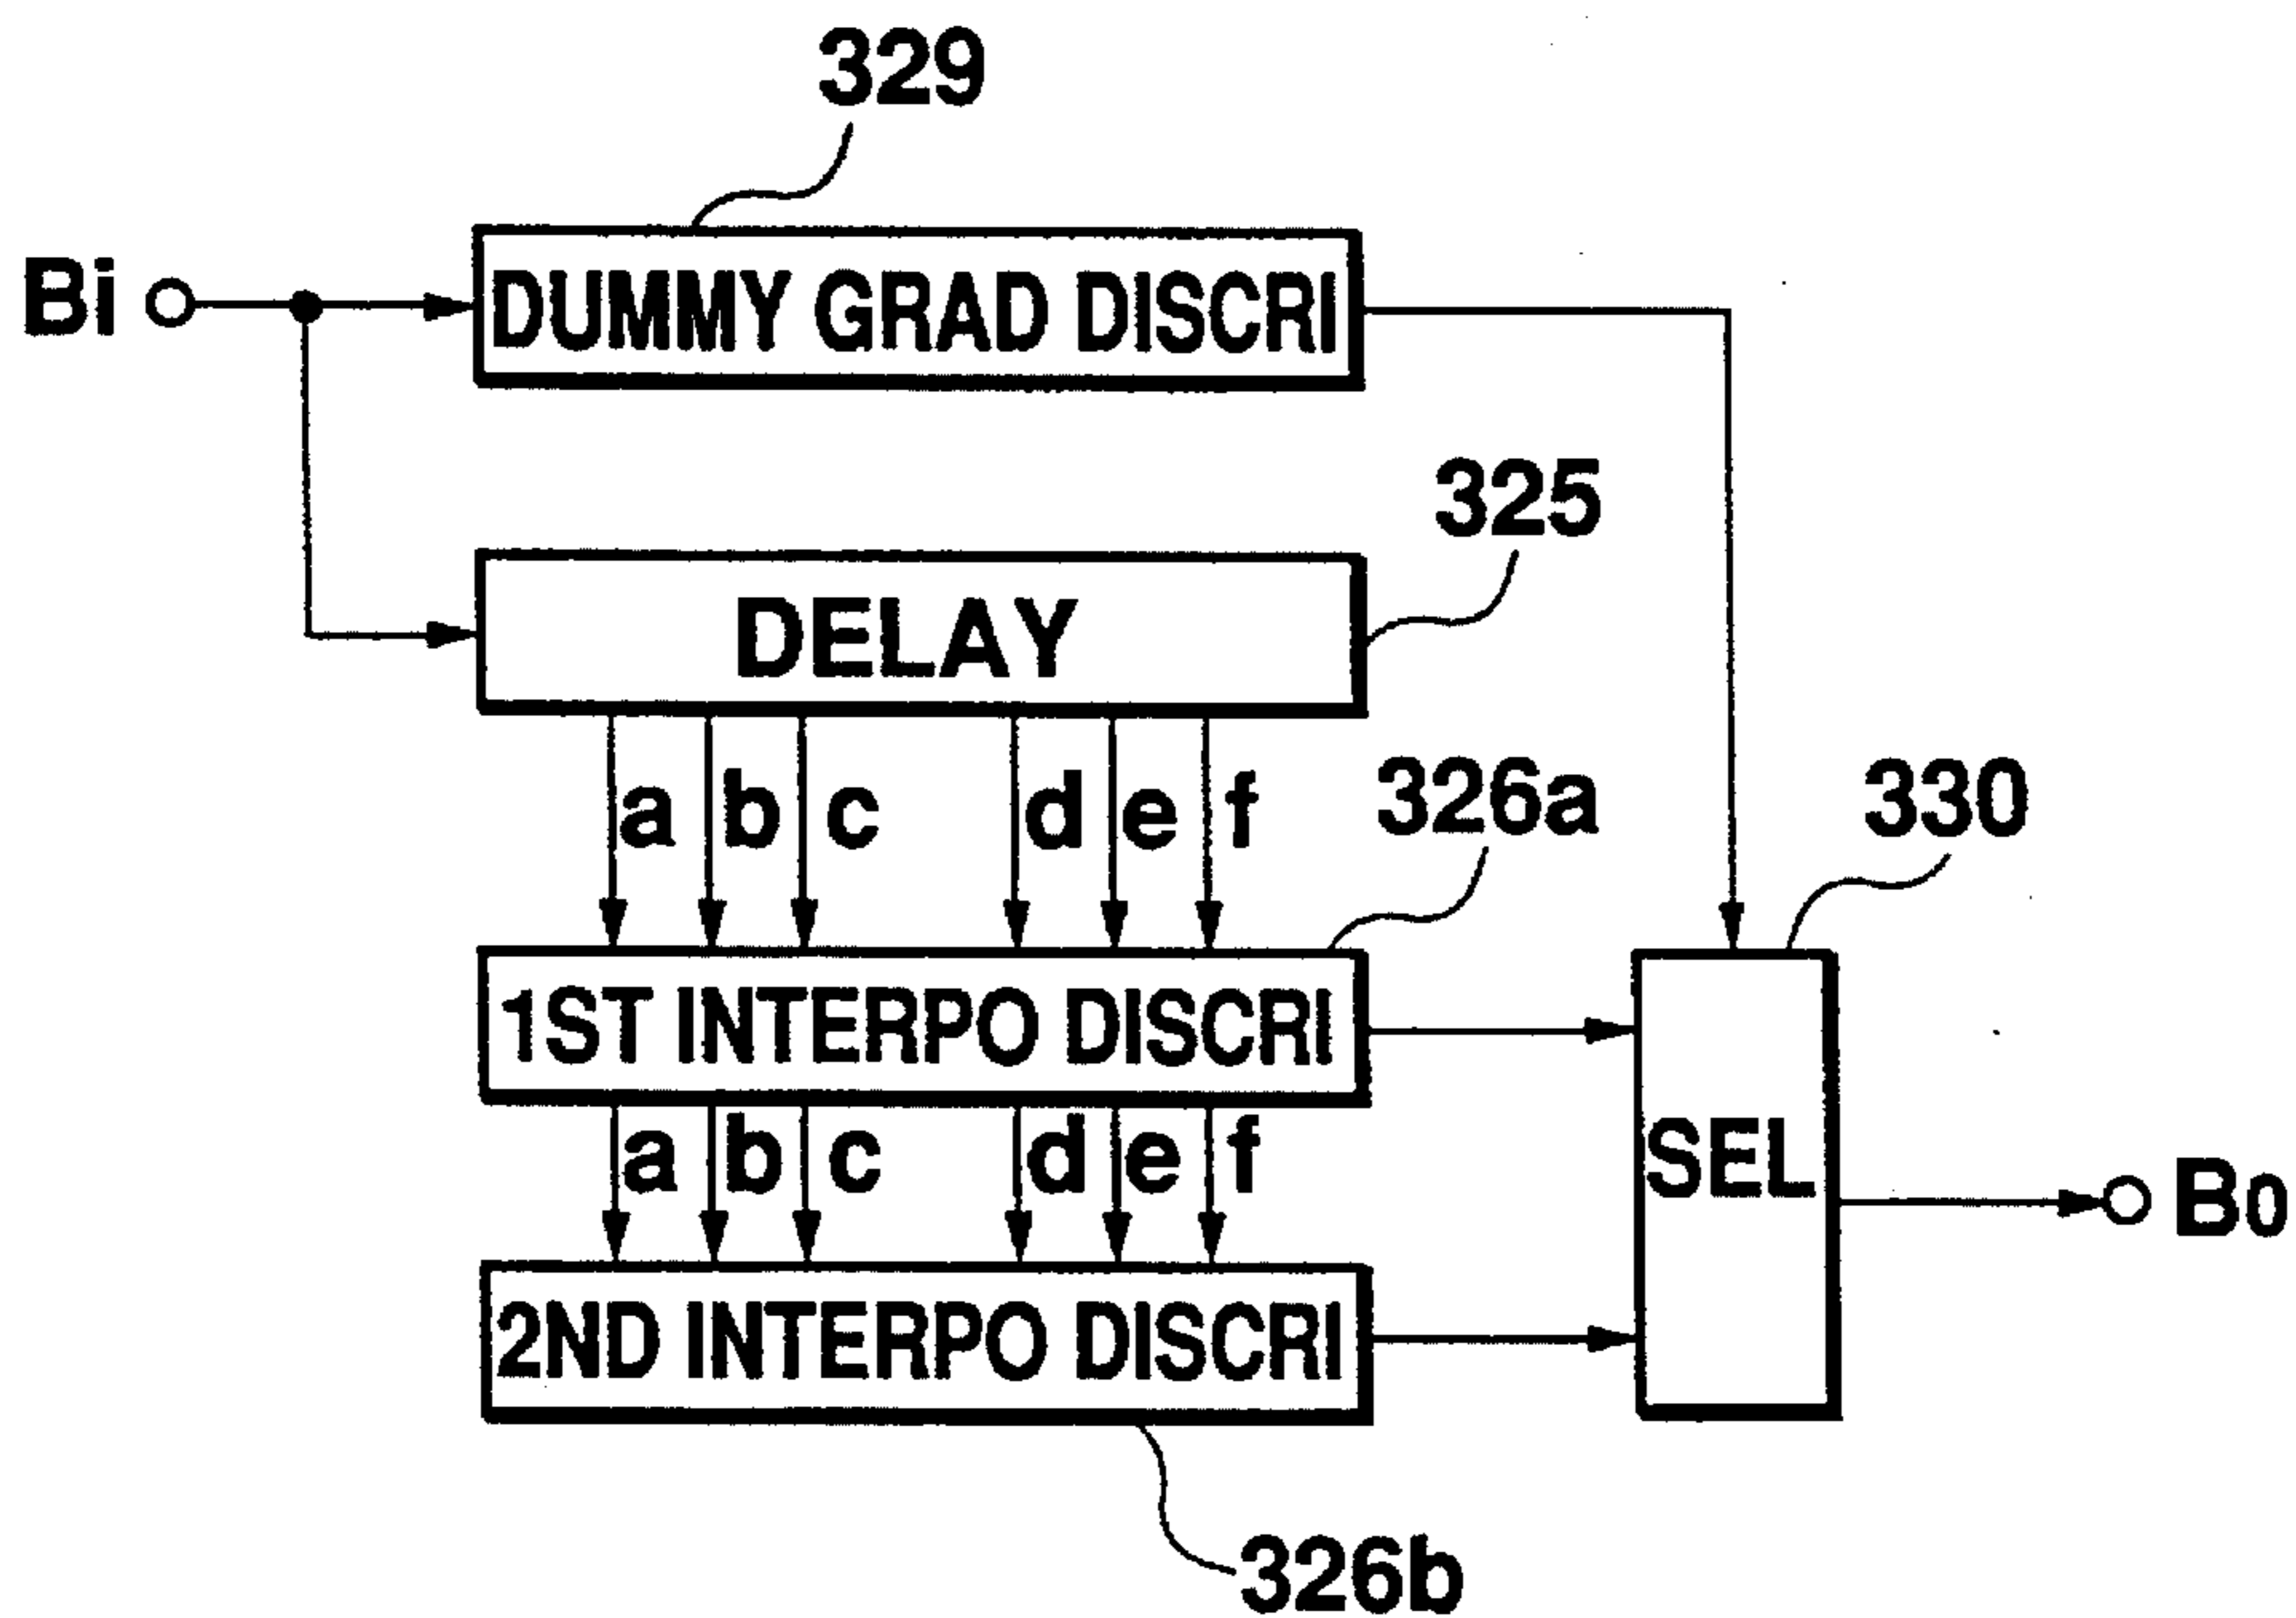 329
Bi
DUMMY GRAD DISCRI
325
DELAY
a b c d e f
326a
330
1ST INTERPO DISCRI
a b c d e f
SEL
Bo
2ND INTERPO DISCRI
326b